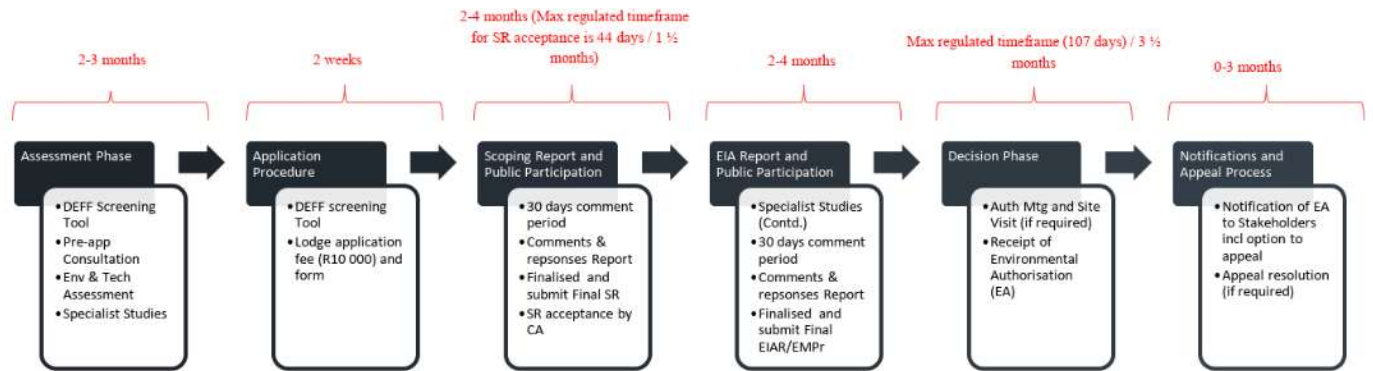 2-3 months
2 weeks
2-4 months (Max regulated timeframe
for SR acceptance is 44 days / 1 ½
months)
2-4 months
Max regulated timeframe (107 days) / 3 ½
months
0-3 months
Assessment Phase
• DEFF Screening
Tool
• Pre-app
Consultation
• Env & Tech
Assessment
• Specialist Studies
Application
Procedure
• DEFF screening
Tool
• Lodge application
fee (R10 000) and
form
Scoping Report and
Public Participation
• 30 days comment
period
• Comments &
repsonses Report
• Finalised and
submit Final SR
• SR acceptance by
CA
EIA Report and
Public Participation
• Specialist Studies
(Contd.)
• 30 days comment
period
• Comments &
repsonses Report
• Finalised and
submit Final
EIAR/EMPr
Decision Phase
• Auth Mtg and Site
Visit (if required)
• Receipt of
Environmental
Authorisation
(EA)
Notifications and
Appeal Process
• Notification of EA
to Stakeholders
incl option to
appeal
• Appeal resolution
(if required)